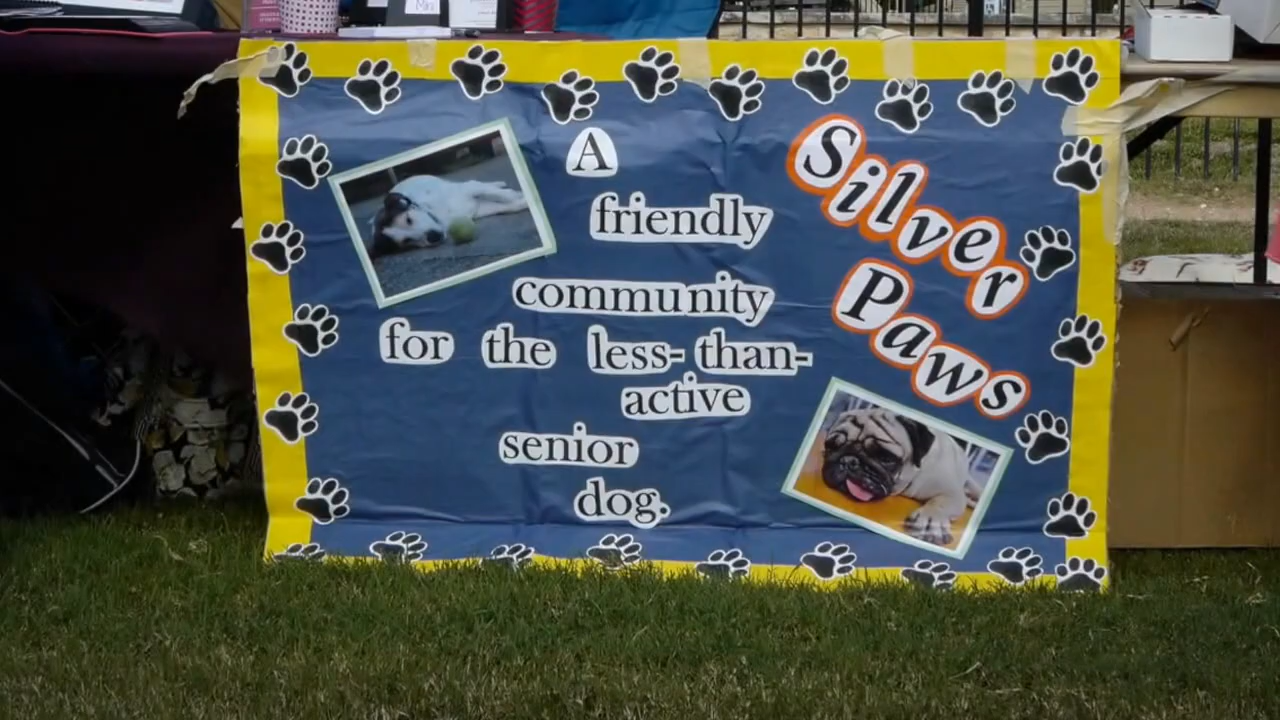 A
friendly
community
for the less-than-
active
senior
dog.
Silver
Paws